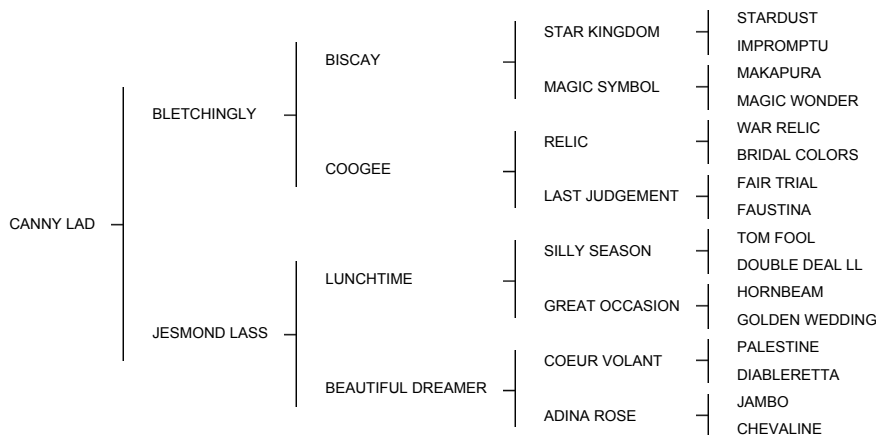 STARDUST
STAR KINGDOM
IMPROMPTU
BISCAY
MAKAPURA
MAGIC SYMBOL
MAGIC WONDER
BLETCHINGLY
WAR RELIC
RELIC
BRIDAL COLORS
COOGEE
FAIR TRIAL
LAST JUDGEMENT
FAUSTINA
CANNY LAD
TOM FOOL
SILLY SEASON
DOUBLE DEAL LL
LUNCHTIME
HORNBEAM
GREAT OCCASION
GOLDEN WEDDING
JESMOND LASS
PALESTINE
COEUR VOLANT
DIABLERETTA
BEAUTIFUL DREAMER
JAMBO
ADINA ROSE
CHEVALINE